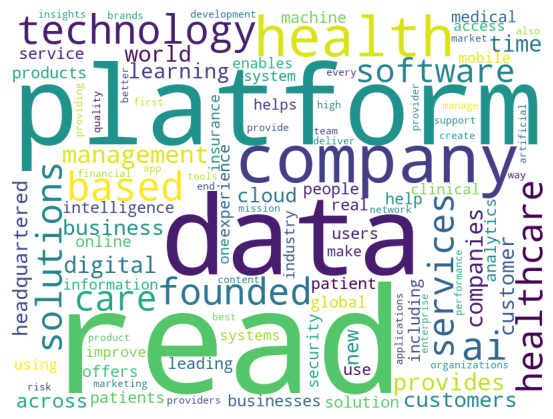 insights brands development machine medical
technology health access also
service world time
products learning enables system software mobile market every
platform
providing better quality first helps high provider manage
management insurance provide team deliver support create artificial
company
financial app tools way
based data
solutions intelligence end oneexperience cloud people real clinical help
headquartered business mission industry users network analytics
online make services companies customer healthcare
digital founded patient
information content including performance
care read global ai
product best systems security new applications enterprise
improve
using offers leading use provides organizations
risk marketing
across patients providers businesses solution customers